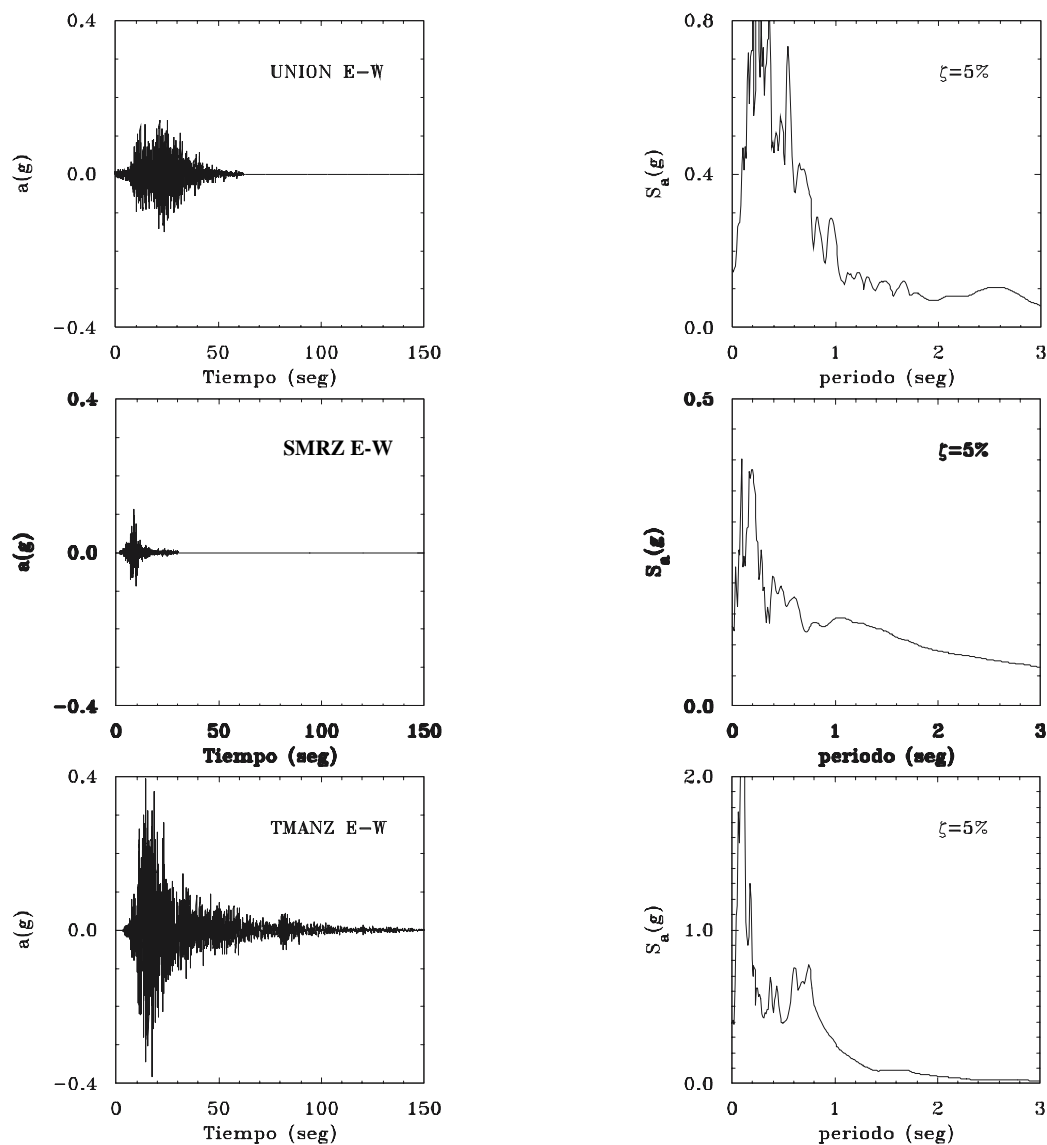 0.4
UNION E-W
a(g)
0.0
-0.4
0 50 100 150
Tiempo (seg)
0.8
ζ=5%
Sa(g)
0.4
0.0
0 1 2 3
periodo (seg)
0.4
SMRZ E-W
a(g)
0.0
-0.4
0 50 100 150
Tiempo (seg)
0.5
ζ=5%
Sa(g)
0.0
0 1 2 3
periodo (seg)
0.4
TMANZ E-W
a(g)
0.0
-0.4
0 50 100 150
Tiempo (seg)
2.0
ζ=5%
Sa(g)
1.0
0.0
0 1 2 3
periodo (seg)